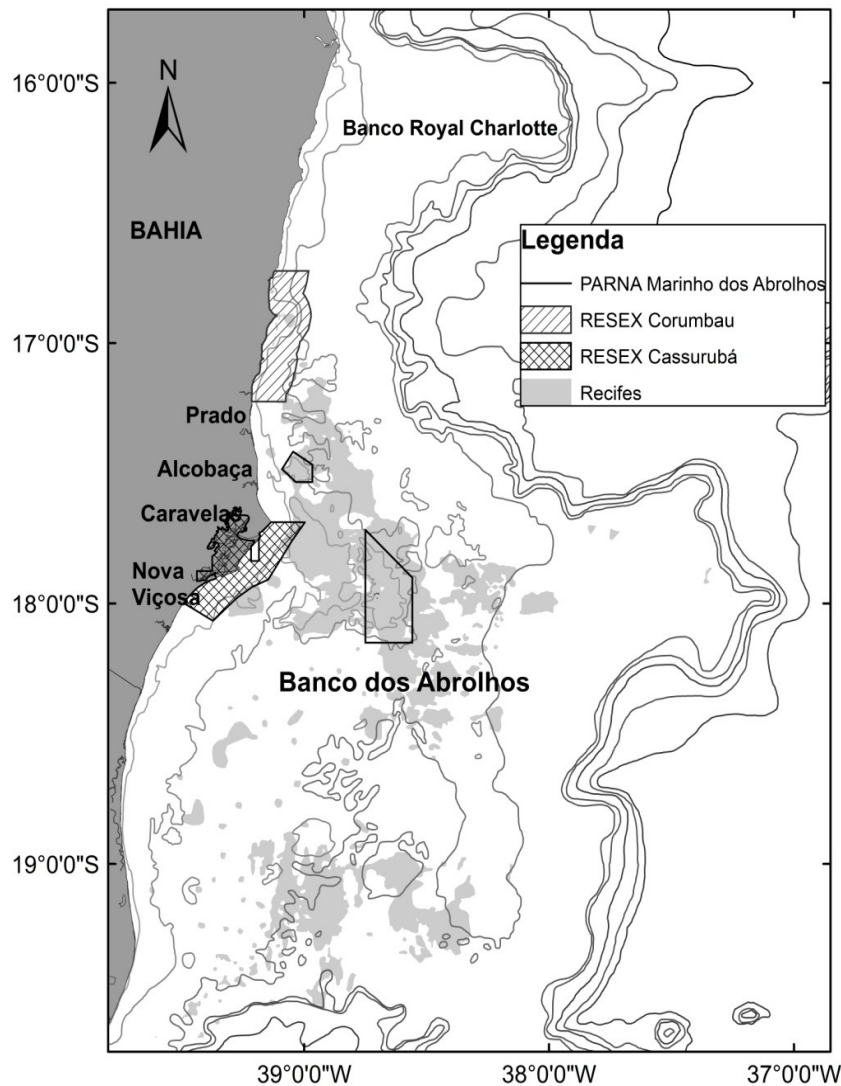 16°0'0"S
N
Banco Royal Charlotte
BAHIA
Legenda
PARNA Marinho dos Abrolhos
RESEX Corumbau
RESEX Cassurubá
Recifes
17°0'0"S
Prado
Alcobaça
Caravelas
Nova
Viçosa
18°0'0"S
Banco dos Abrolhos
19°0'0"S
39°0'0"W
38°0'0"W
37°0'0"W